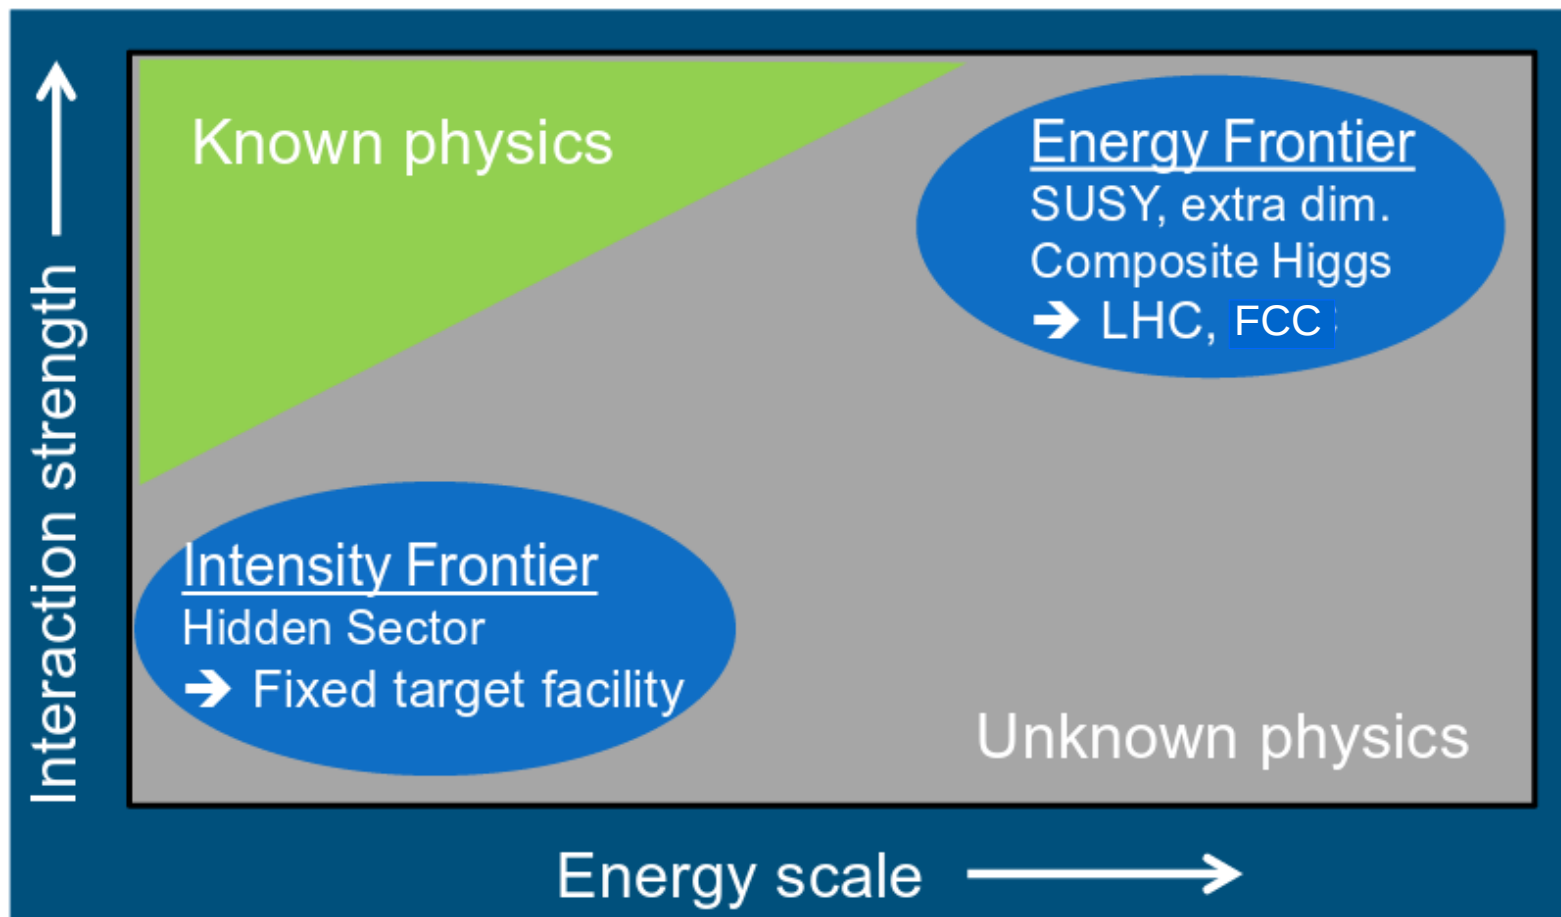 Known physics
Energy Frontier
SUSY, extra dim.
Composite Higgs
➔ LHC, FCC
Interaction strength
Intensity Frontier
Hidden Sector
➔ Fixed target facility
Unknown physics
Energy scale